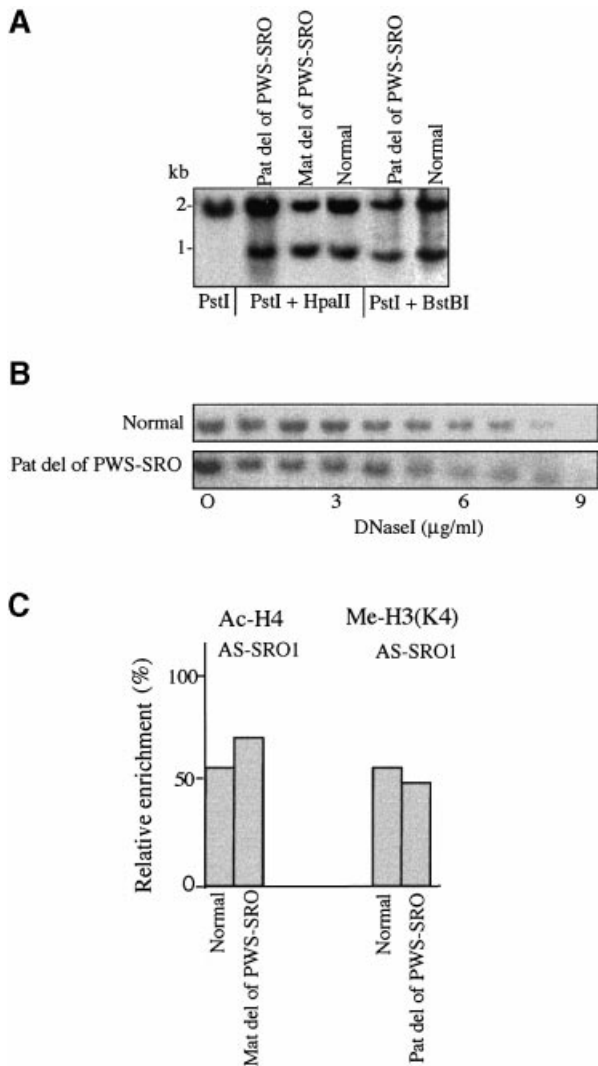 A
Pat del of PWS-SRO
Mat del of PWS-SRO
Normal
Pat del of PWS-SRO
Normal
kb
2-
1-
PstI
PstI + HpaII
PstI + BstBI
B
Normal
Pat del of PWS-SRO
O
3
6
9
DNaseI (μg/ml)
C
Ac-H4
Me-H3(K4)
AS-SRO1
AS-SRO1
Relative enrichment (%)
100
50
0
Normal
Mat del of PWS-SRO
Normal
Pat del of PWS-SRO